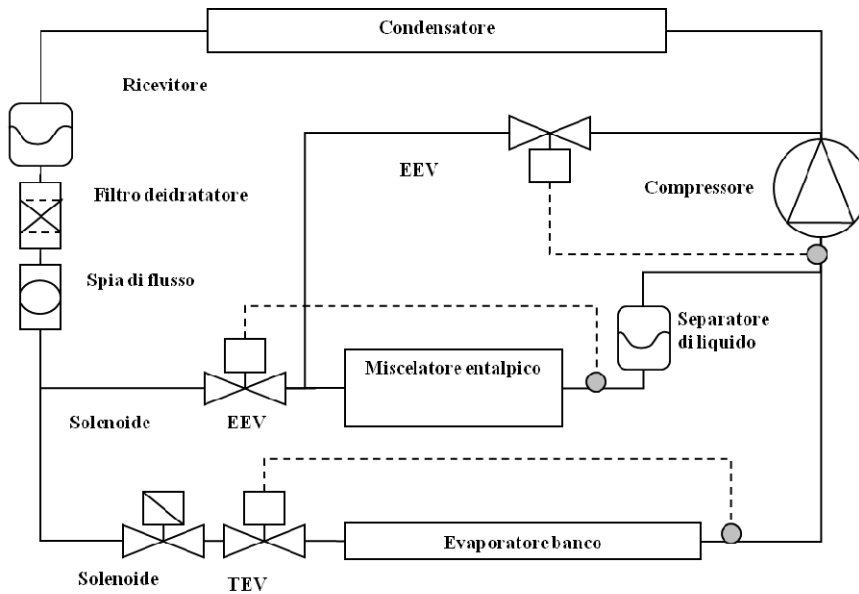 Condensatore
Ricevitore
EEV
Compressore
Filtro deidratatore
Spia di flusso
Separatore
di liquido
Miscelatore entalpico
Solenoide
EEV
Evaporatore banco
Solenoide
TEV